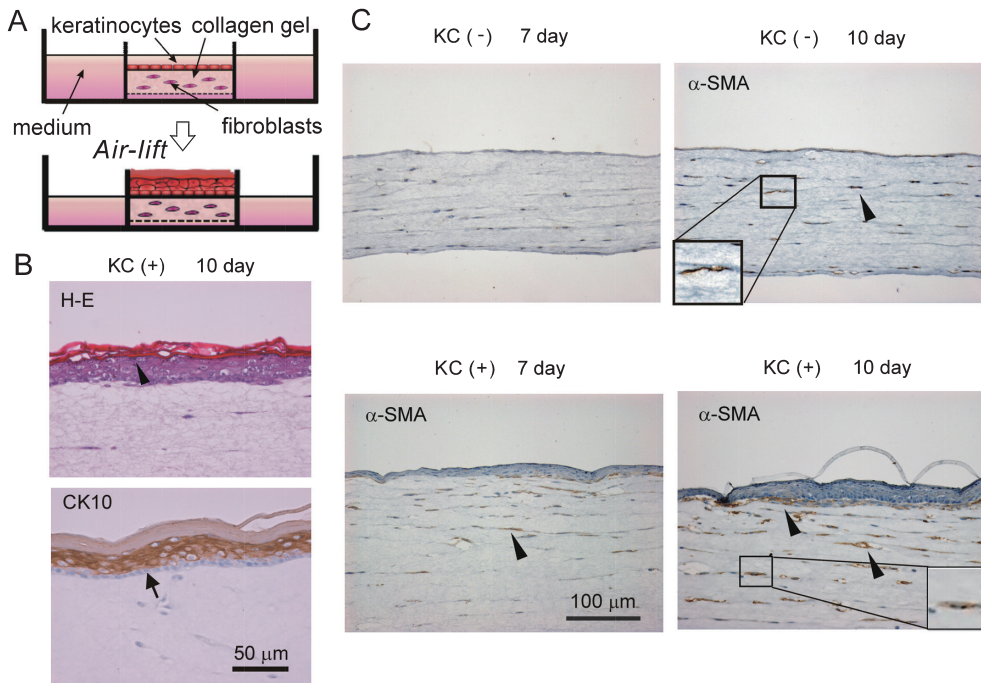 A
keratinocytes collagen gel
medium
fibroblasts
Air-lift
B
KC (+) 10 day
H-E
CK10
50 μm
C
KC (-) 7 day
KC (-) 10 day
α-SMA
KC (+) 7 day
α-SMA
100 μm
KC (+) 10 day
α-SMA